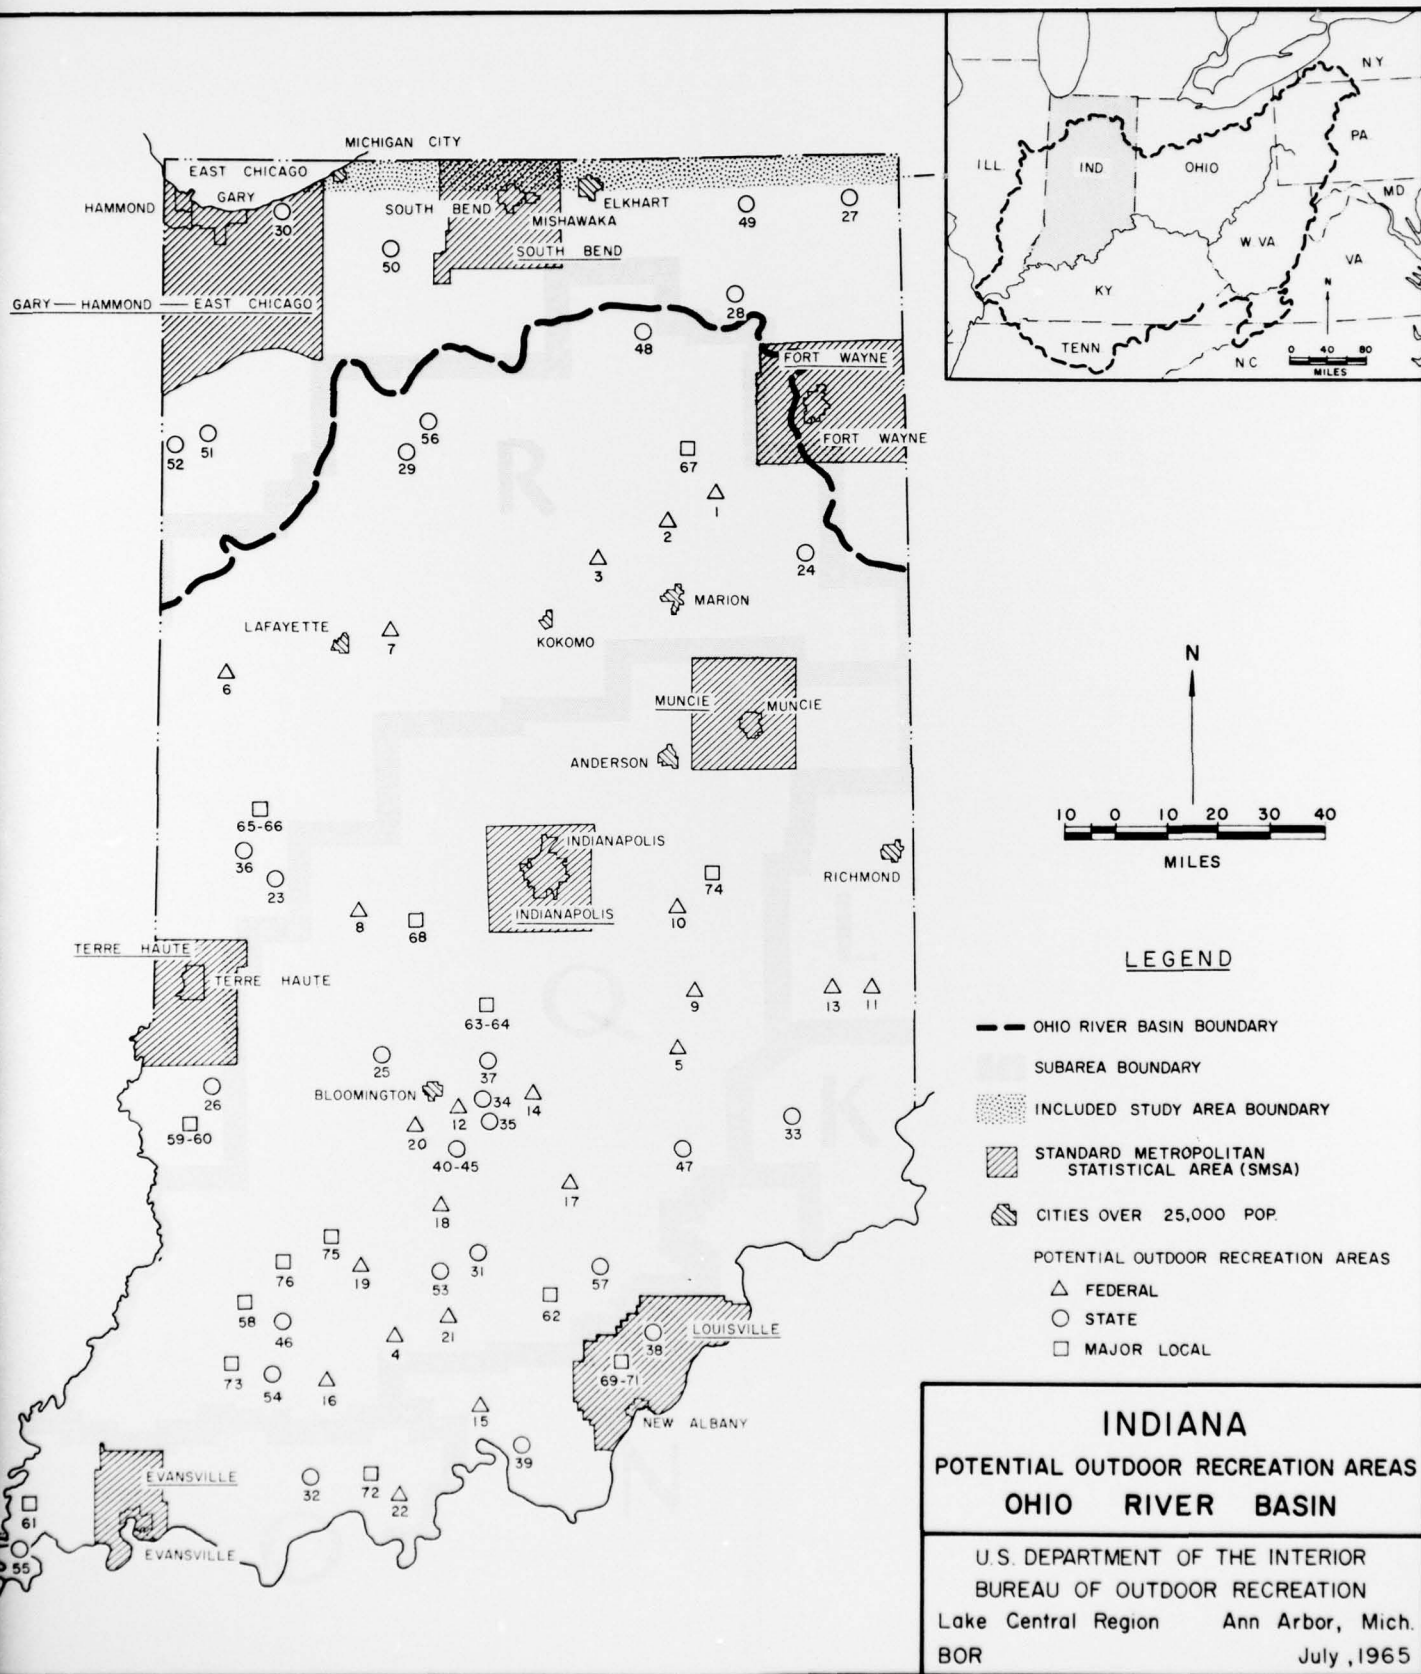 NY
PA
ILL.
IND
OHIO
MD
W VA
VA
KY
N
TENN
NC
0 40 80
MILES
MICHIGAN CITY
EAST CHICAGO
GARY
HAMMOND
30
SOUTH BEND
ELKHART
MISHAWAKA
49
27
50
SOUTH BEND
GARY — HAMMOND — EAST CHICAGO
28
48
FORT WAYNE
56
FORT WAYNE
52
51
29
R
67
1
2
3
24
MARION
LAFAYETTE
7
KOKOMO
6
MUNCIE
MUNCIE
ANDERSON
65-66
36
INDIANAPOLIS
23
74
RICHMOND
8
68
INDIANAPOLIS
10
L
TERRE HAUTE
TERRE HAUTE
Q
9
13
11
63-64
5
25
37
26
BLOOMINGTON
34
14
K
59-60
20
12
35
33
40-45
47
17
18
75
76
19
53
31
57
58
46
4
21
62
38
LOUISVILLE
73
54
16
69-71
15
NEW ALBANY
39
EVANSVILLE
32
72
22
N
61
EVANSVILLE
55
N
10 0 10 20 30 40
MILES
LEGEND
OHIO RIVER BASIN BOUNDARY
SUBAREA BOUNDARY
INCLUDED STUDY AREA BOUNDARY
STANDARD METROPOLITAN
STATISTICAL AREA (SMSA)
CITIES OVER 25,000 POP.
POTENTIAL OUTDOOR RECREATION AREAS
FEDERAL
STATE
MAJOR LOCAL
INDIANA
POTENTIAL OUTDOOR RECREATION AREAS
OHIO RIVER BASIN
U.S. DEPARTMENT OF THE INTERIOR
BUREAU OF OUTDOOR RECREATION
Lake Central Region Ann Arbor, Mich.
BOR July, 1965